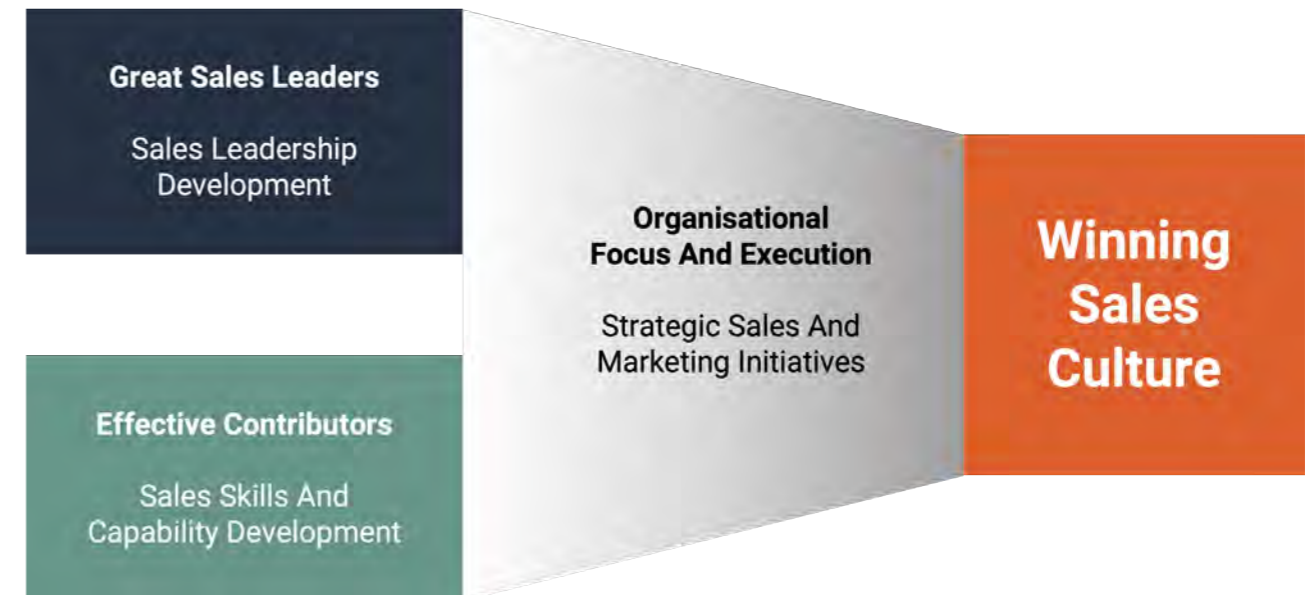 Great Sales Leaders
Sales Leadership
Development
Effective Contributors
Sales Skills And
Capability Development
Organisational
Focus And Execution
Strategic Sales And
Marketing Initiatives
Winning
Sales
Culture